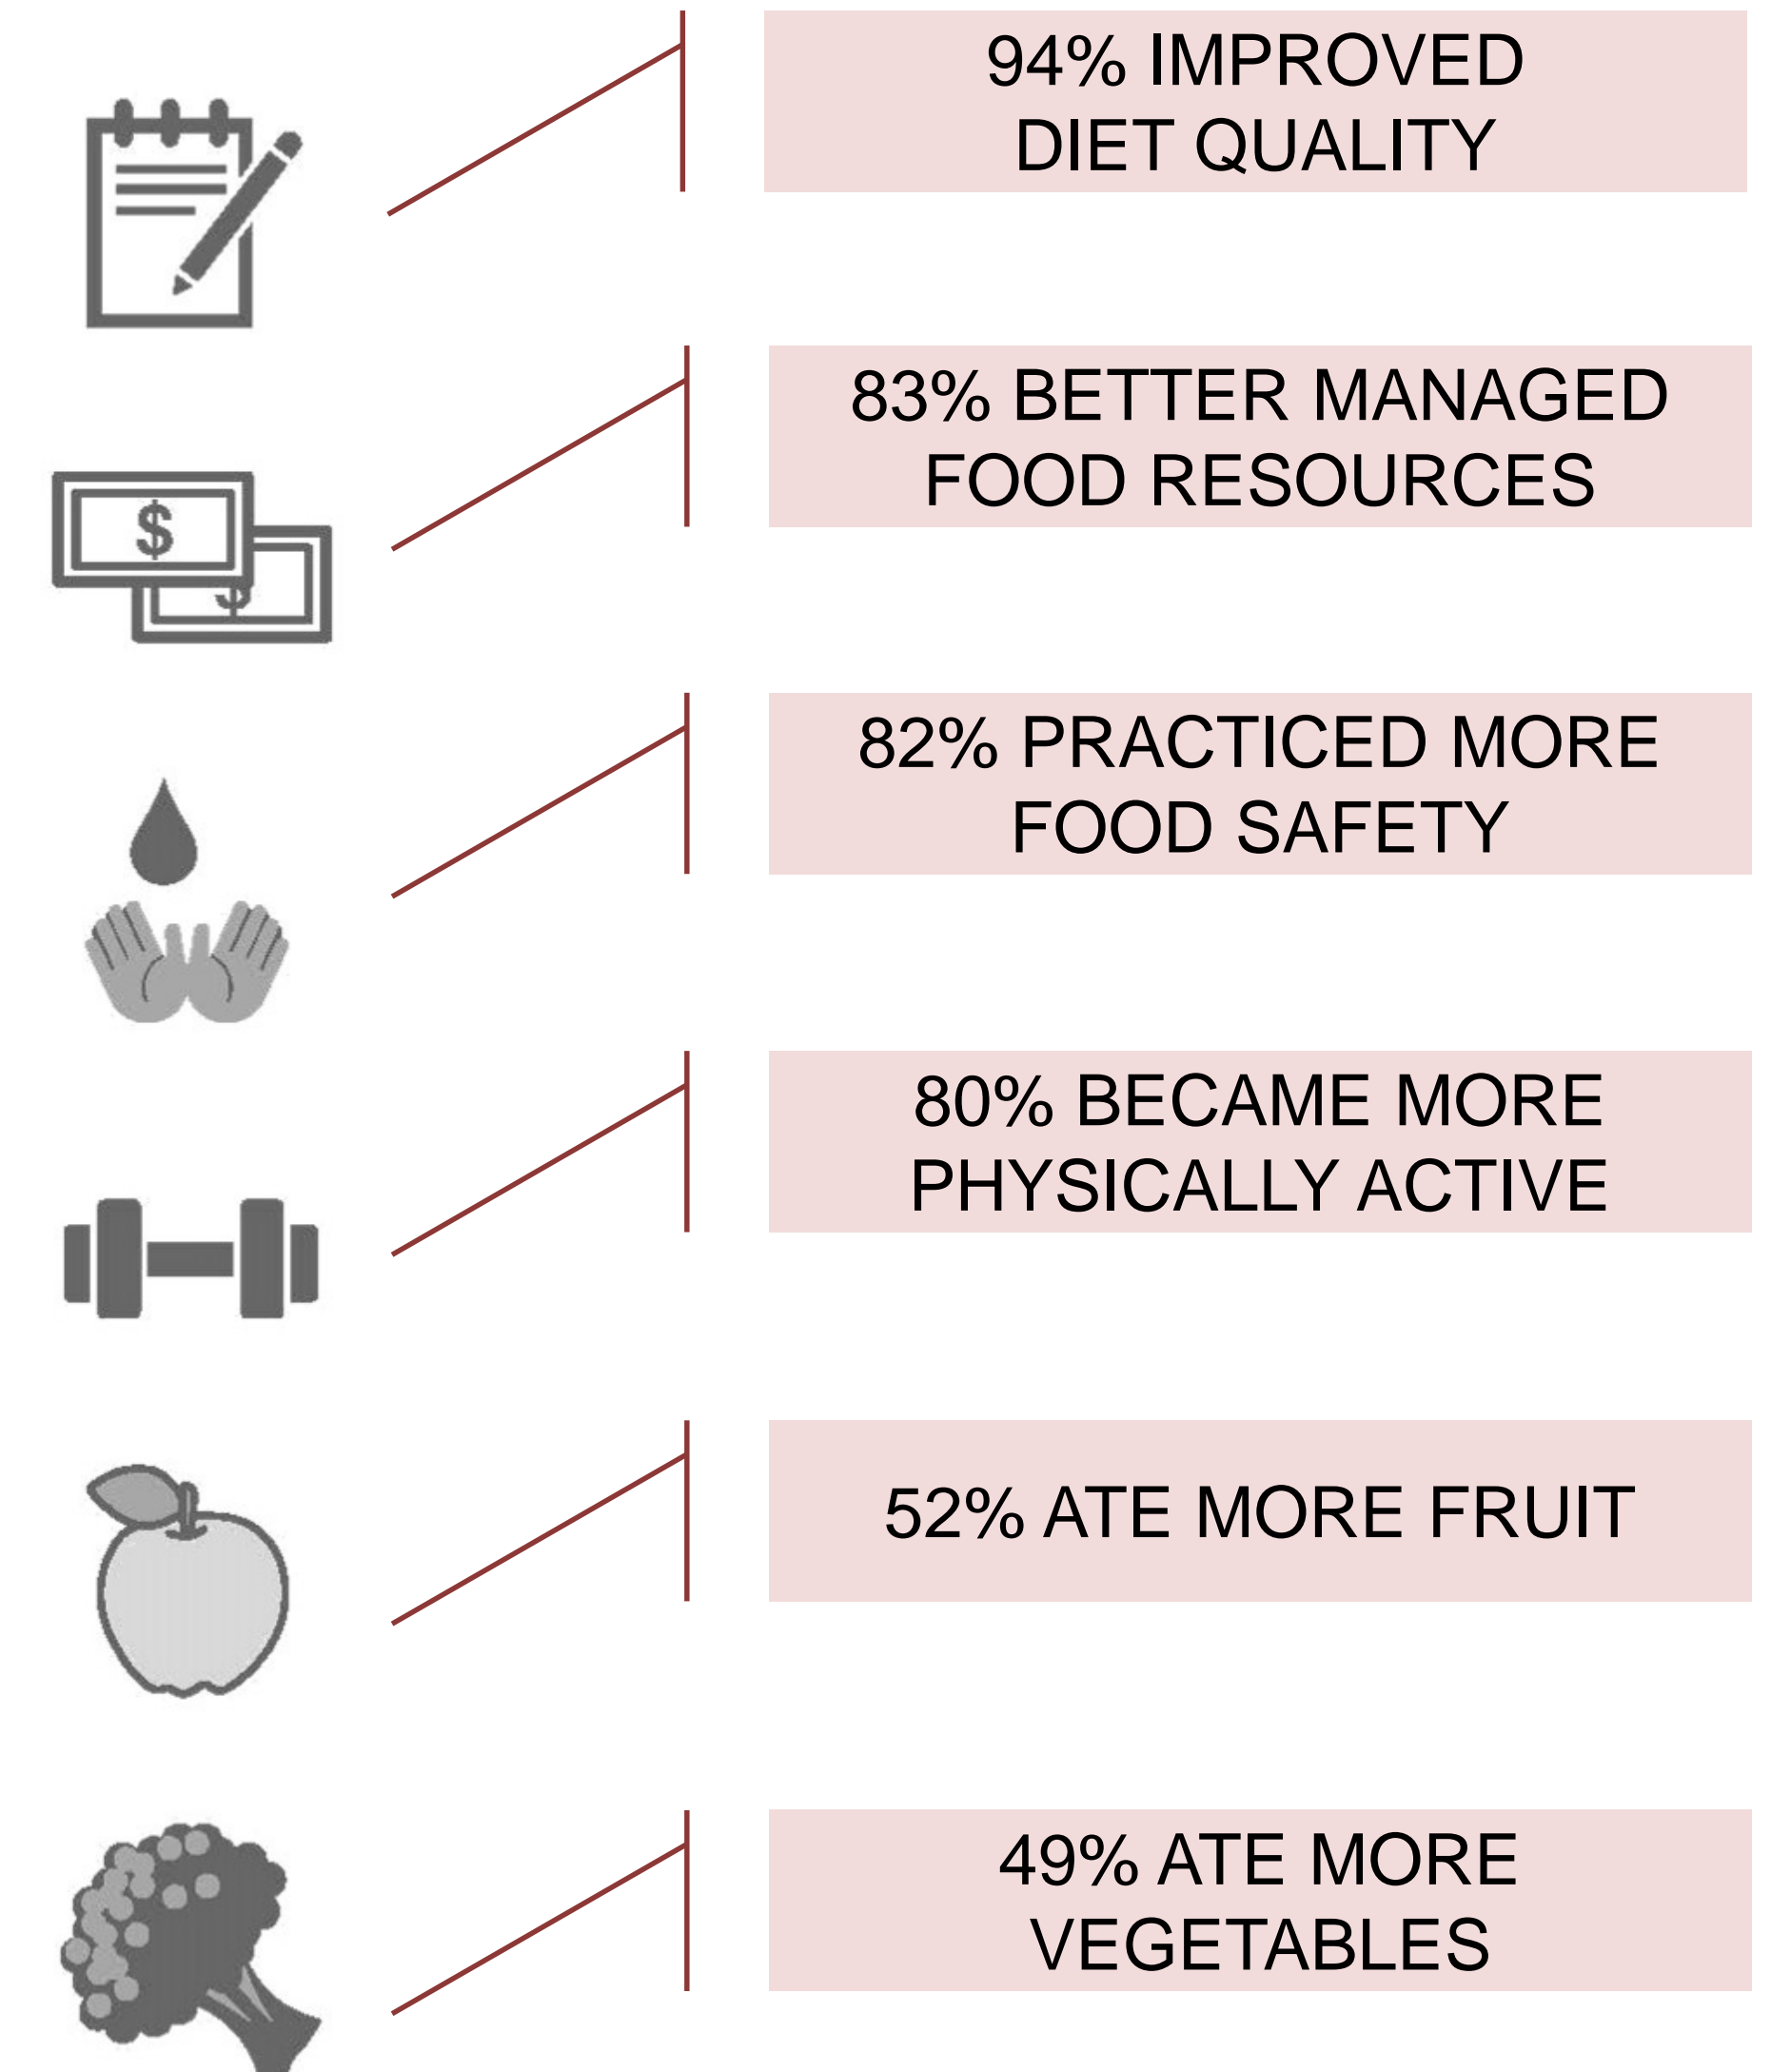 94% IMPROVED
DIET QUALITY
83% BETTER MANAGED
FOOD RESOURCES
$
$
82% PRACTICED MORE
FOOD SAFETY
80% BECAME MORE
PHYSICALLY ACTIVE
52% ATE MORE FRUIT
49% ATE MORE
VEGETABLES